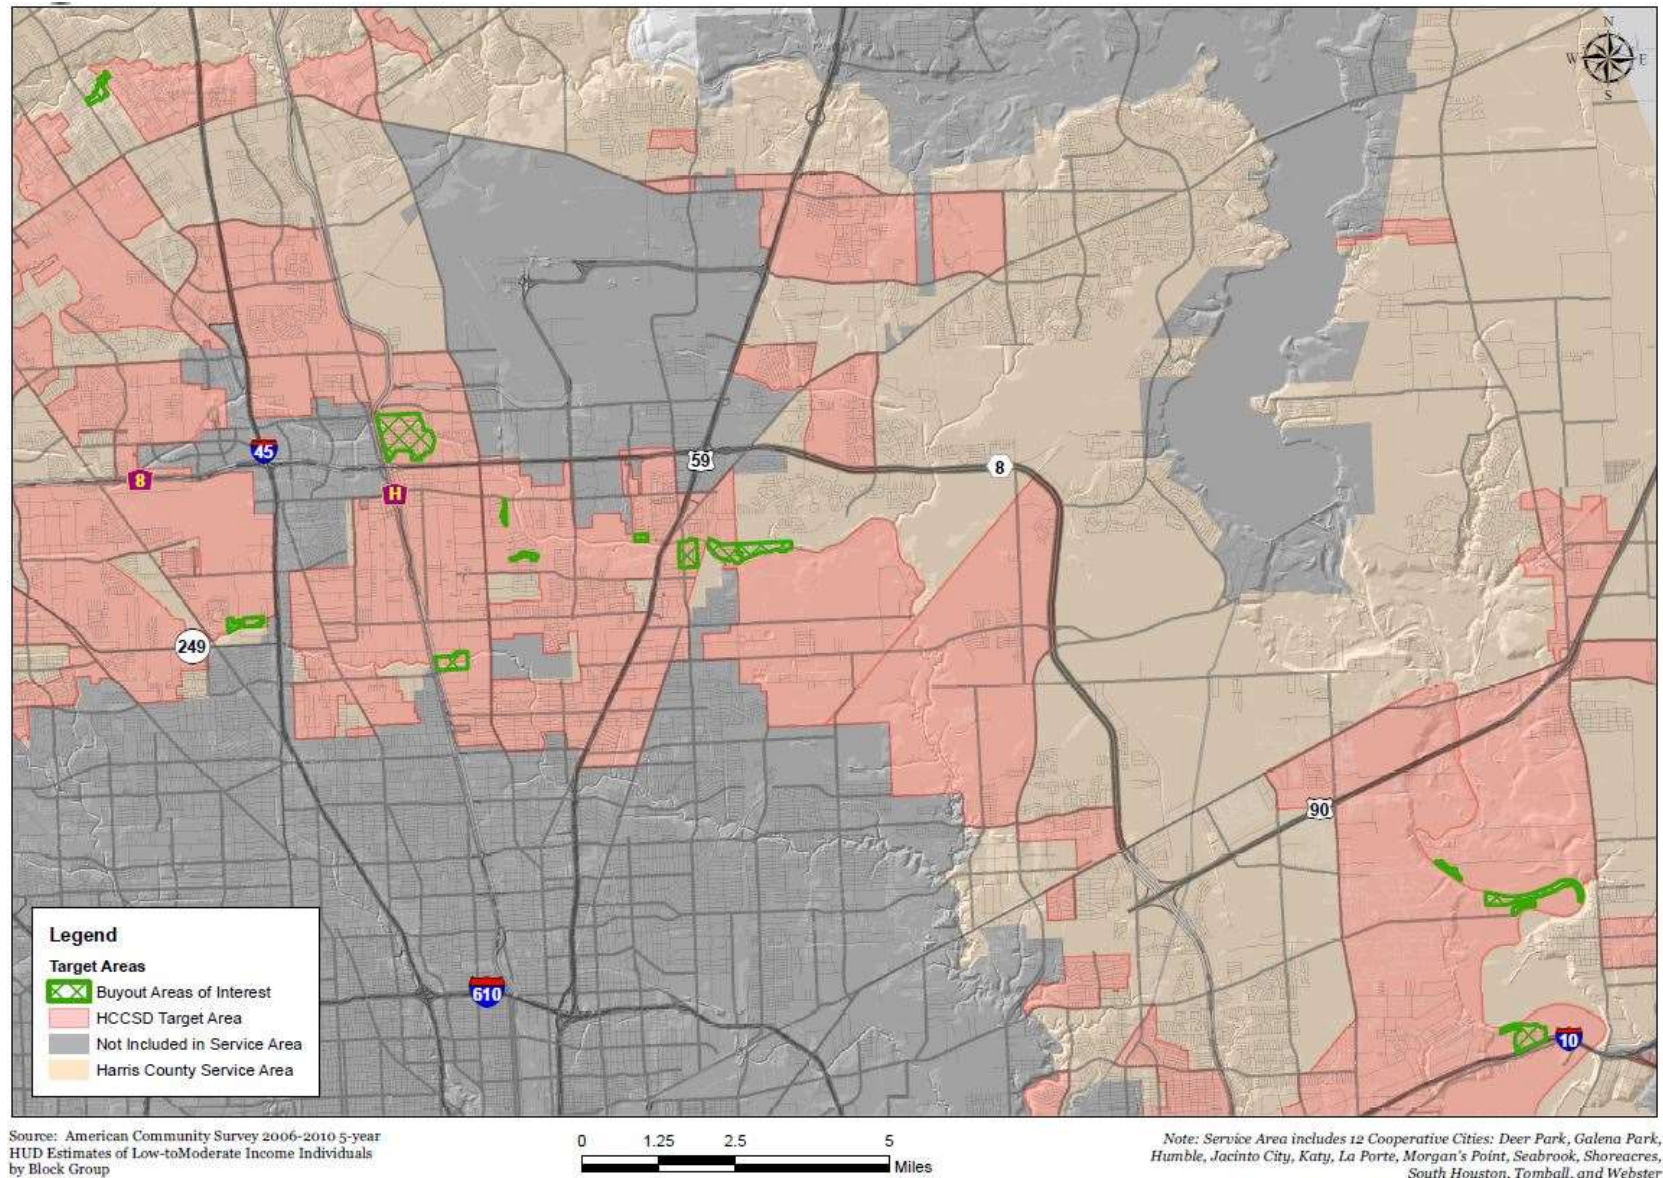 N
W E
S
45
8
H
59
8
249
90
610
10
Legend
Target Areas
Buyout Areas of Interest
HCCSD Target Area
Not Included in Service Area
Harris County Service Area
Source: American Community Survey 2006-2010 5-year
HUD Estimates of Low-toModerate Income Individuals
by Block Group
0 1.25 2.5 5
Miles
Note: Service Area includes 12 Cooperative Cities: Deer Park, Galena Park,
Humble, Jacinto City, Katy, La Porte, Morgan's Point, Seabrook, Shoreacres,
South Houston, Tomball, and Webster